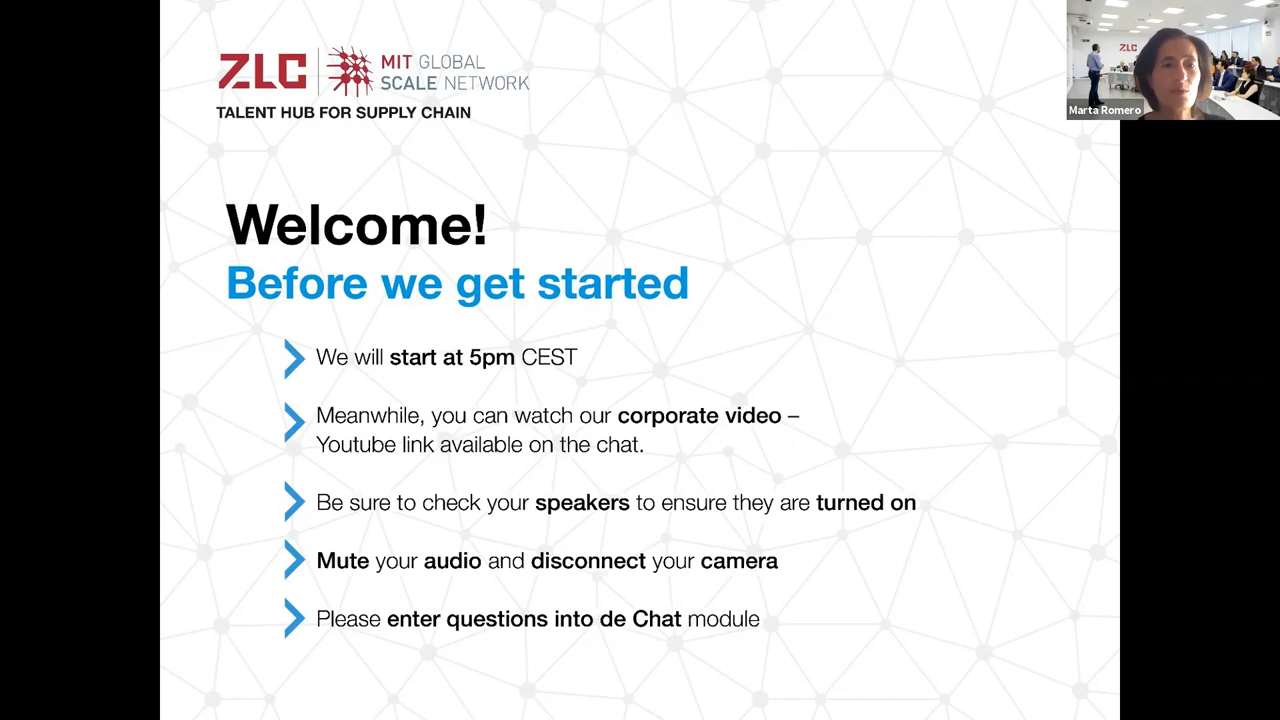 ZLC
MIT GLOBAL
SCALE NETWORK
TALENT HUB FOR SUPPLY CHAIN
ZLC
Marta Romero
Welcome!
Before we get started
We will start at 5pm CEST
Meanwhile, you can watch our corporate video –
Youtube link available on the chat.
Be sure to check your speakers to ensure they are turned on
Mute your audio and disconnect your camera
Please enter questions into de Chat module